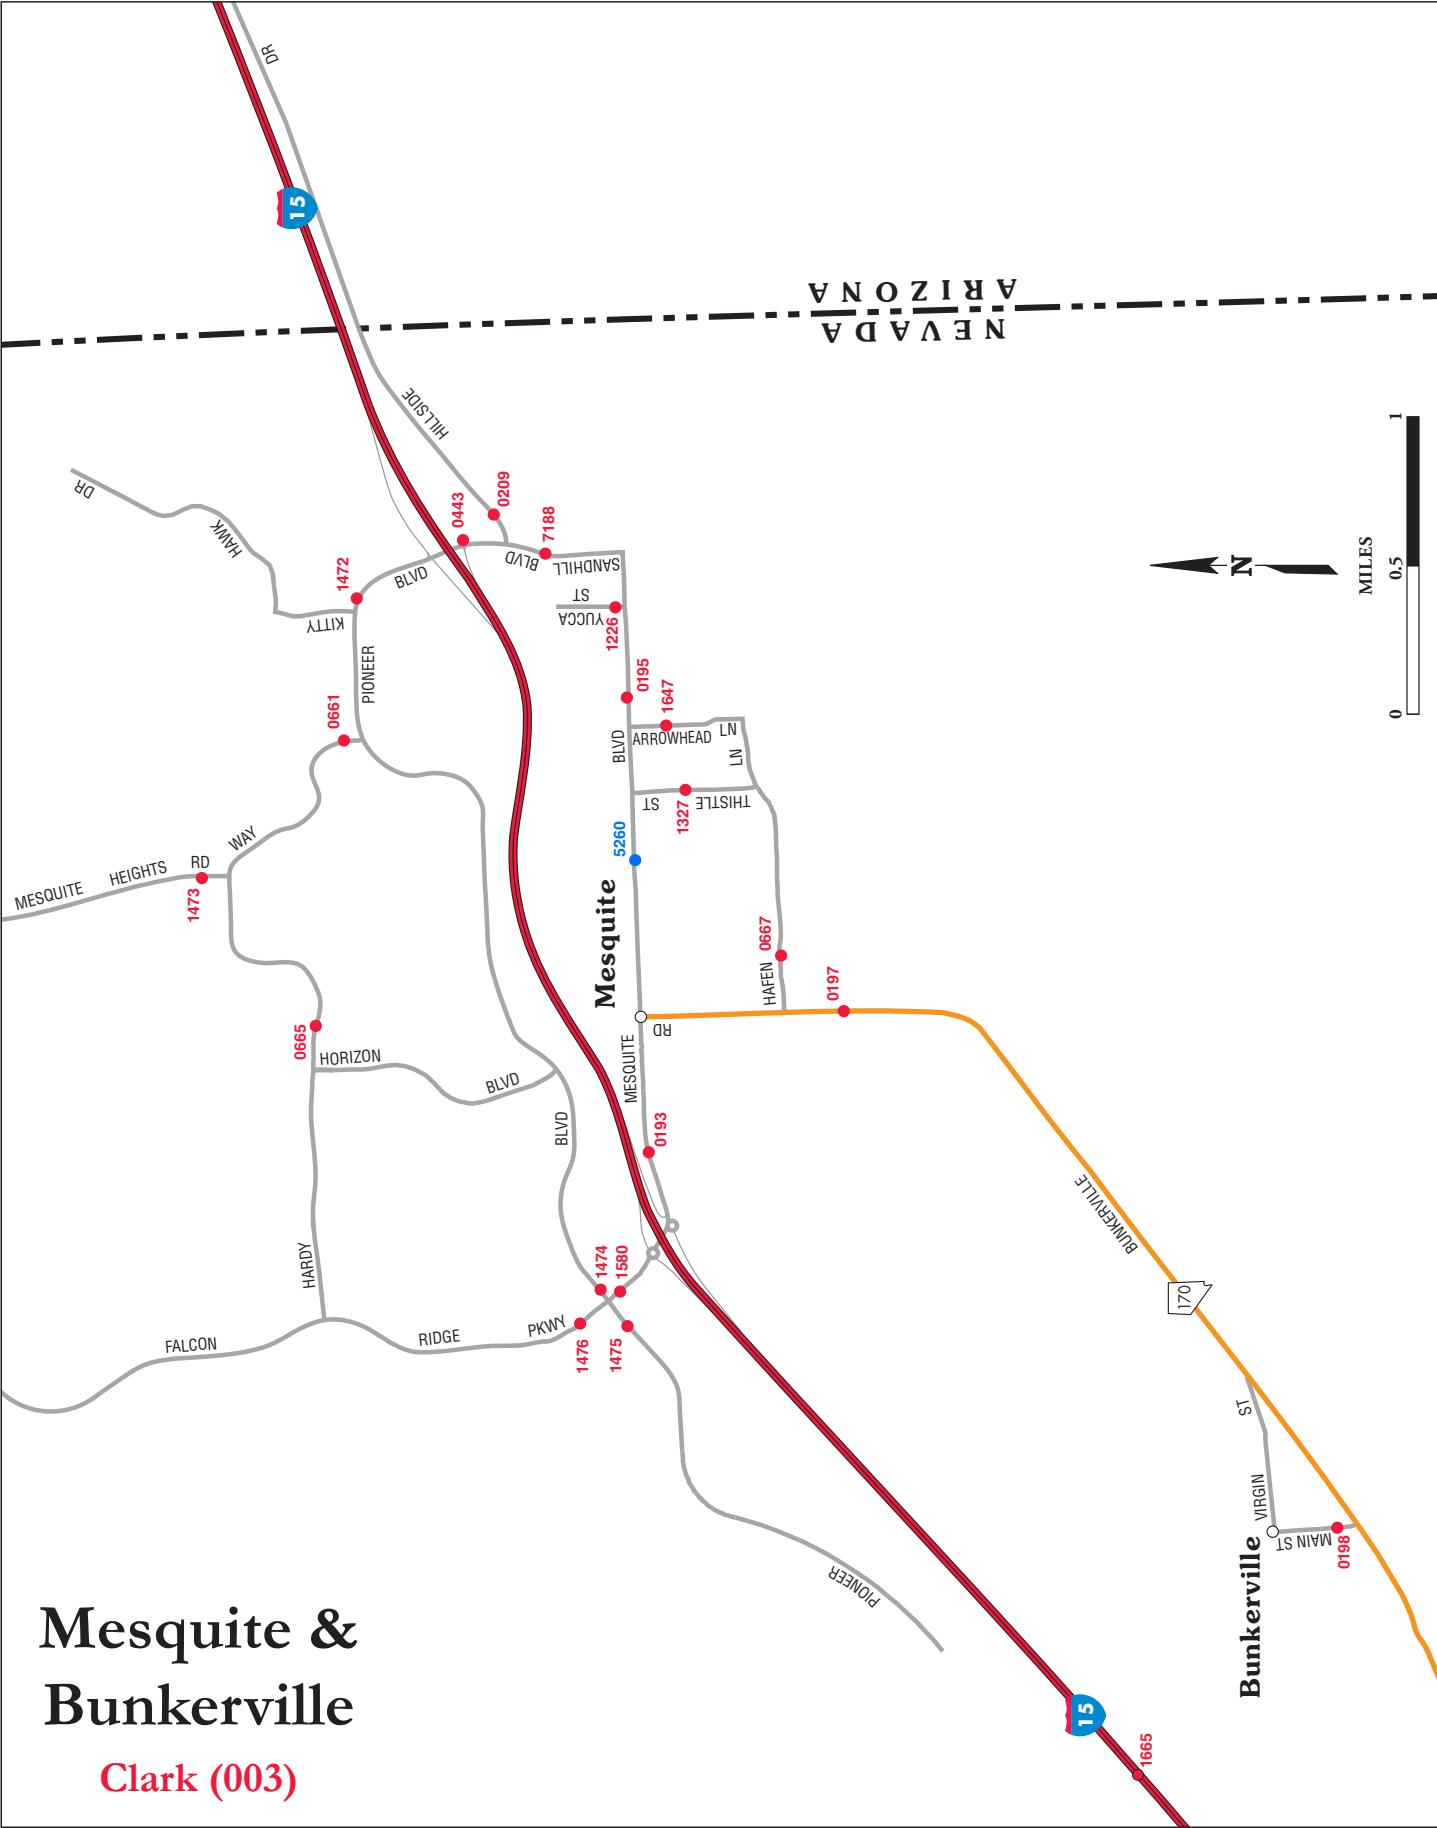 DR
15
ARIZONA
NEVADA
HILLSIDE
DR
HAWK
0209
0443
7188
1472
BLVD
BLVD
SANDHILL
KITTY
ST
YUCCA
1226
PIONEER
0661
0195
1647
BLVD
ARROWHEAD
LN
LN
1327
ST
THISTLE
5260
WAY
MESQUITE HEIGHTS RD
1473
Mesquite
0667
HAFEN
0197
RD
MESQUITE
0665
HORIZON
BLVD
BLVD
0193
HARDY
1474
1580
FALCON
RIDGE
PKWY
1476
1475
BUNKERVILLE
170
ST
VIRGIN
MAIN ST
0198
Bunkerville
PIONEER
15
1665
N
MILES
0
0.5
1
Mesquite &
Bunkerville
Clark (003)